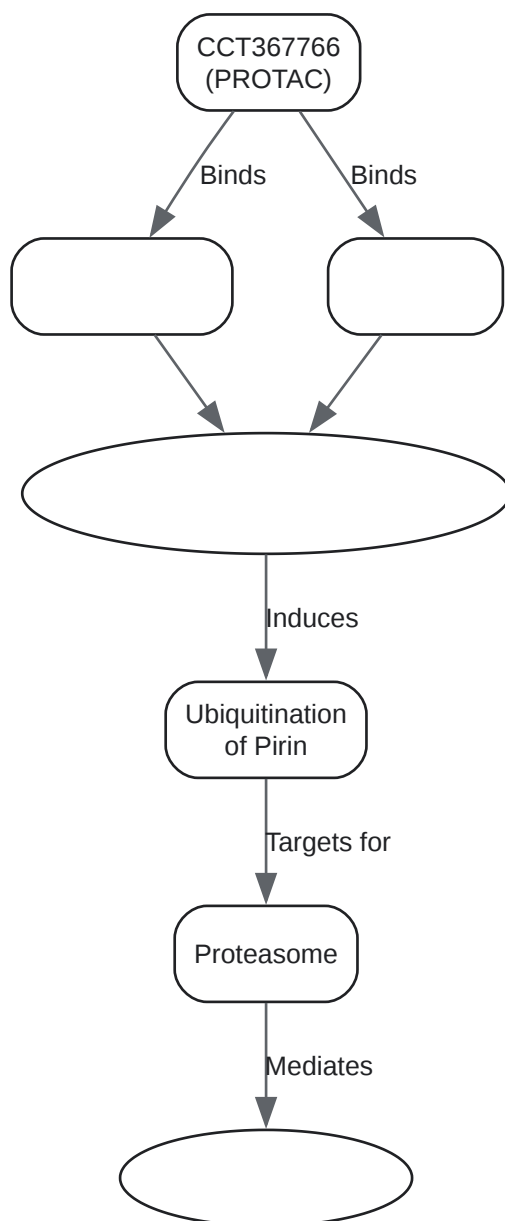 CCT367766
(PROTAC)
Binds
Binds
Induces
Ubiquitination
of Pirin
Targets for
Proteasome
Mediates